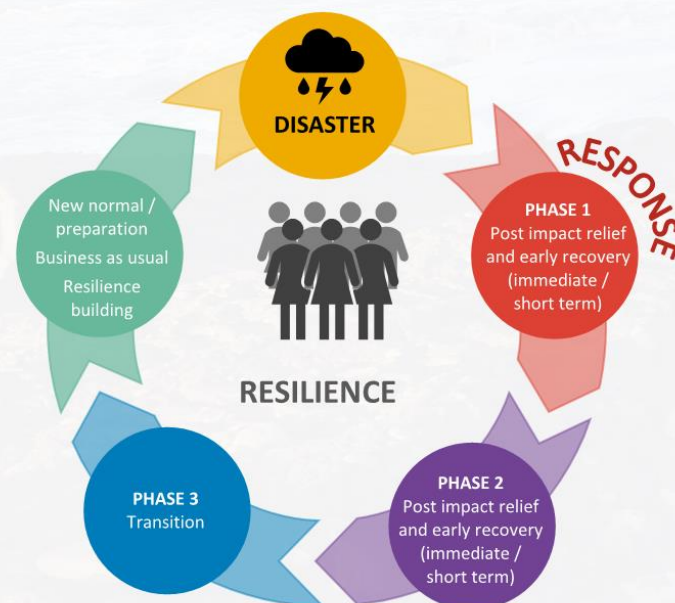 DISASTER
RESPONSE
PHASE 1
Post impact relief
and early recovery
(immediate /
short term)
PHASE 2
Post impact relief
and early recovery
(immediate /
short term)
PHASE 3
Transition
New normal /
preparation
Business as usual
Resilience
building
RESILIENCE